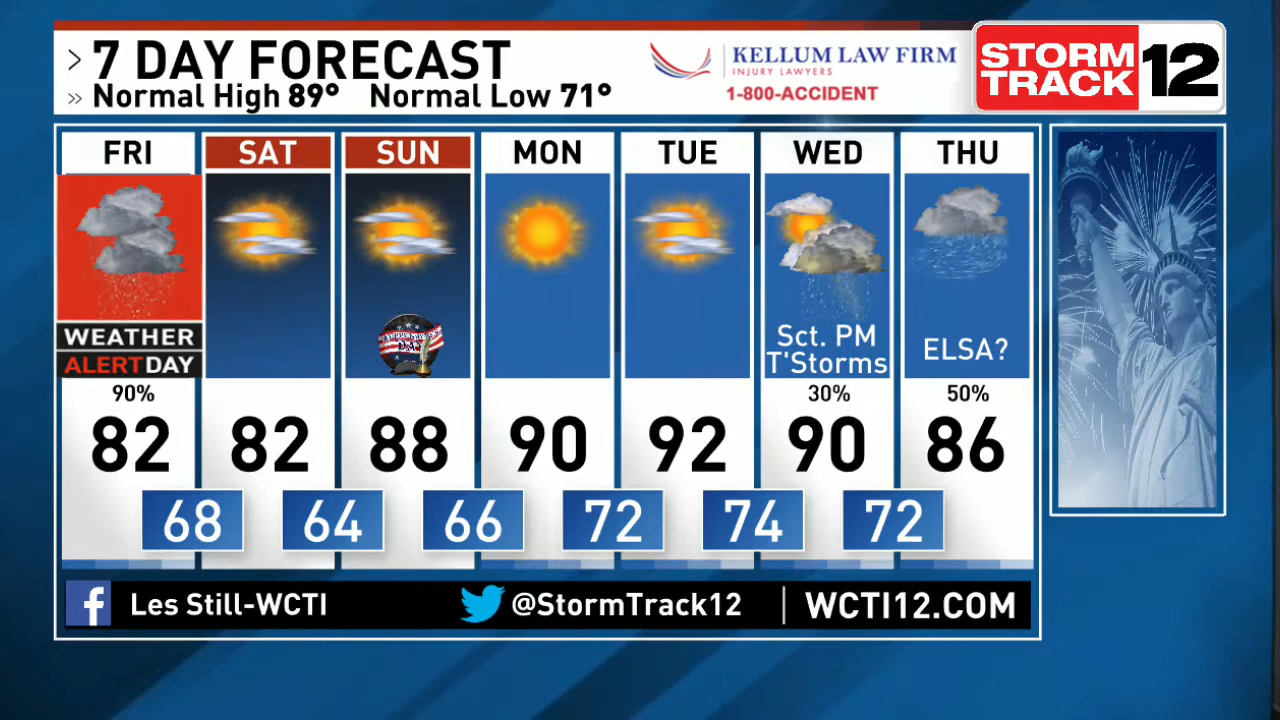 > 7 DAY FORECAST
» Normal High 89° Normal Low 71°
KELLUM LAW FIRM
INJURY LAWYERS
1-800-ACCIDENT
STORM
TRACK 12
FRI SAT SUN MON TUE WED THU
WEATHER
ALERT DAY
DAY
Sct. PM
T'Storms
ELSA?
90% 30% 50%
82 82 88 90 92 90 86
68 64 66 72 74 72
f Les Still-WCTI @StormTrack12 WCTI12.COM